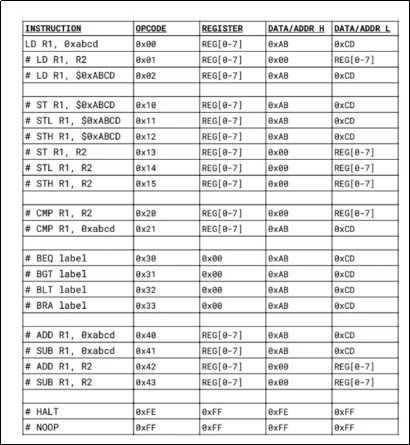 INSTRUCTION OPCODE REGISTER DATA/ADDR H DATA/ADDR L
LD R1, 0xabcd 0x00 REG[0-7] 0xAB 0xCD
# LD R1, R2 0x01 REG[0-7] 0x00 REG[0-7]
# LD R1, $0xABCD 0x02 REG[0-7] 0xAB 0xCD
# ST R1, $0xABCD 0x10 REG[0-7] 0xAB 0xCD
# STL R1, $0xABCD 0x11 REG[0-7] 0xAB 0xCD
# STH R1, $0xABCD 0x12 REG[0-7] 0xAB 0xCD
# ST R1, R2 0x13 REG[0-7] 0x00 REG[0-7]
# STL R1, R2 0x14 REG[0-7] 0x00 REG[0-7]
# STH R1, R2 0x15 REG[0-7] 0x00 REG[0-7]
# CMP R1, R2 0x20 REG[0-7] 0x00 REG[0-7]
# CMP R1, 0xabcd 0x21 REG[0-7] 0xAB 0xCD
# BEQ label 0x30 0x00 0xAB 0xCD
# BGT label 0x31 0x00 0xAB 0xCD
# BLT label 0x32 0x00 0xAB 0xCD
# BRA label 0x33 0x00 0xAB 0xCD
# ADD R1, 0xabcd 0x40 REG[0-7] 0xAB 0xCD
# SUB R1, 0xabcd 0x41 REG[0-7] 0xAB 0xCD
# ADD R1, R2 0x42 REG[0-7] 0x00 REG[0-7]
# SUB R1, R2 0x43 REG[0-7] 0x00 REG[0-7]
# HALT 0xFE 0xFF 0xFE 0xFF
# NOOP 0xFF 0xFF 0xFF 0xFF